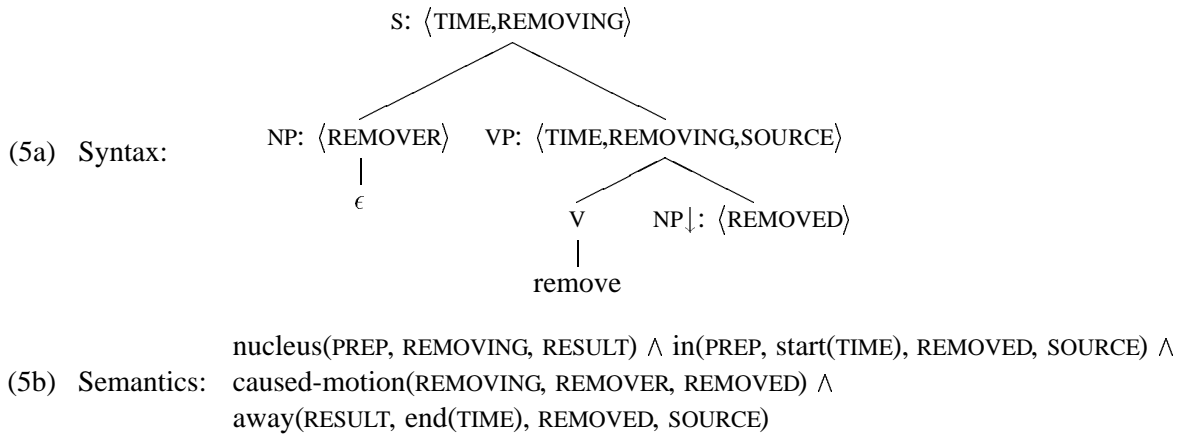 S: ⟨TIME,REMOVING⟩
NP: ⟨REMOVER⟩ VP: ⟨TIME,REMOVING,SOURCE⟩
(5a) Syntax:
ϵ
V NP↓: ⟨REMOVED⟩
remove
nucleus(PREP, REMOVING, RESULT) ∧ in(PREP, start(TIME), REMOVED, SOURCE) ∧
(5b) Semantics: caused-motion(REMOVING, REMOVER, REMOVED) ∧
away(RESULT, end(TIME), REMOVED, SOURCE)